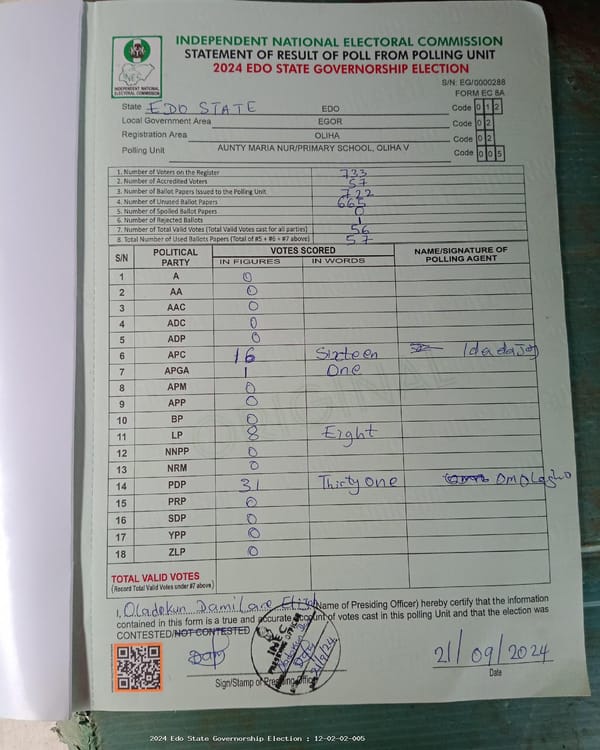 INDEPENDENT NATIONAL ELECTORAL COMMISSION
STATEMENT OF RESULT OF POLL FROM POLLING UNIT
2024 EDO STATE GOVERNORSHIP ELECTION
INEC
INDEPENDENT NATIONAL ELECTORAL COMMISSION
S/N: EG/0000288
FORM EC 8A
State EDO STATE EDO Code 0 1 2
Local Government Area EGOR Code 0 2
Registration Area OLIHA Code 0 2
Polling Unit AUNTY MARIA NUR/PRIMARY SCHOOL, OLIHA V Code 0 0 5
1. Number of Voters on the Register 733
2. Number of Accredited Voters 57
3. Number of Ballot Papers Issued to the Polling Unit 722
4. Number of Unused Ballot Papers 665
5. Number of Spoiled Ballot Papers 0
6. Number of Rejected Ballots 1
7. Number of Total Valid Votes (Total Valid Votes cast for all parties) 56
8. Total Number of Used Ballots Papers (Total of #5 + #6 + #7 above) 57
S/N POLITICAL PARTY VOTES SCORED NAME/SIGNATURE OF POLLING AGENT
IN FIGURES IN WORDS
1 A 0
2 AA 0
3 AAC 0
4 ADC 0
5 ADP 0
6 APC 16 Sixteen
7 APGA 1 One
8 APM 0
9 APP 0
10 BP 0
11 LP 8 Eight
12 NNPP 0
13 NRM 0
14 PDP 31 Thirty One
15 PRP 0
16 SDP 0
17 YPP 0
18 ZLP 0
ORIGINAL
TOTAL VALID VOTES
(Record Total Valid Votes under #7 above)
I, Oladokun Damilare (Name of Presiding Officer) hereby certify that the information
contained in this form is a true and accurate account of votes cast in this polling Unit and that the election was
CONTESTED/NOT CONTESTED
INEC
PRESIDING OFFICER
21/9/24
21/09/2024
Sign/Stamp of Presiding Officer
Date
2024 Edo State Governorship Election : 12-02-02-005